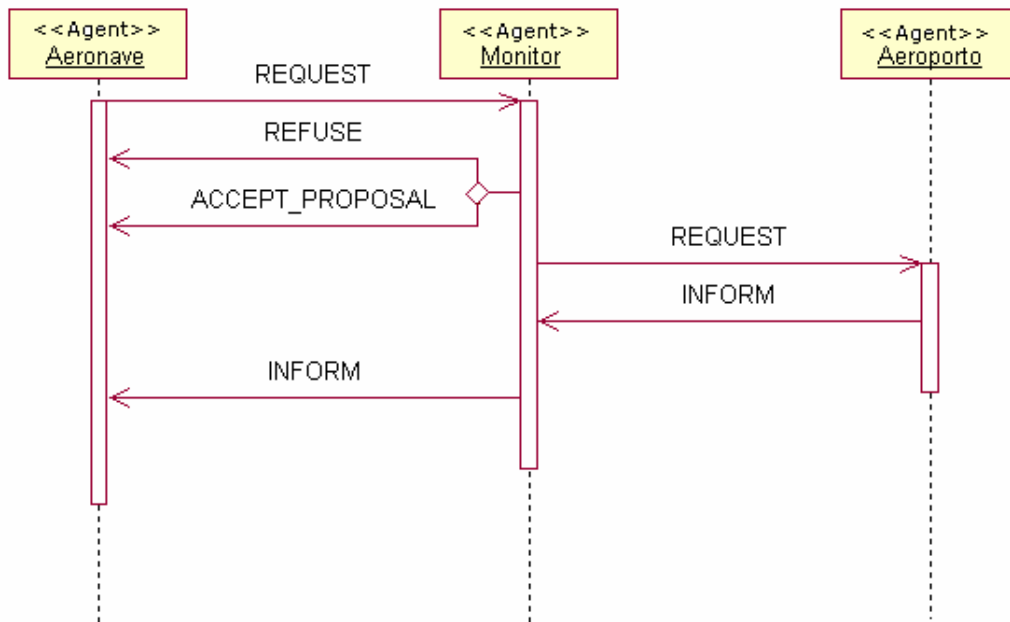 <<Agent>>
Aeronave
<<Agent>>
Monitor
<<Agent>>
Aeroporto
REQUEST
REFUSE
ACCEPT_PROPOSAL
REQUEST
INFORM
INFORM